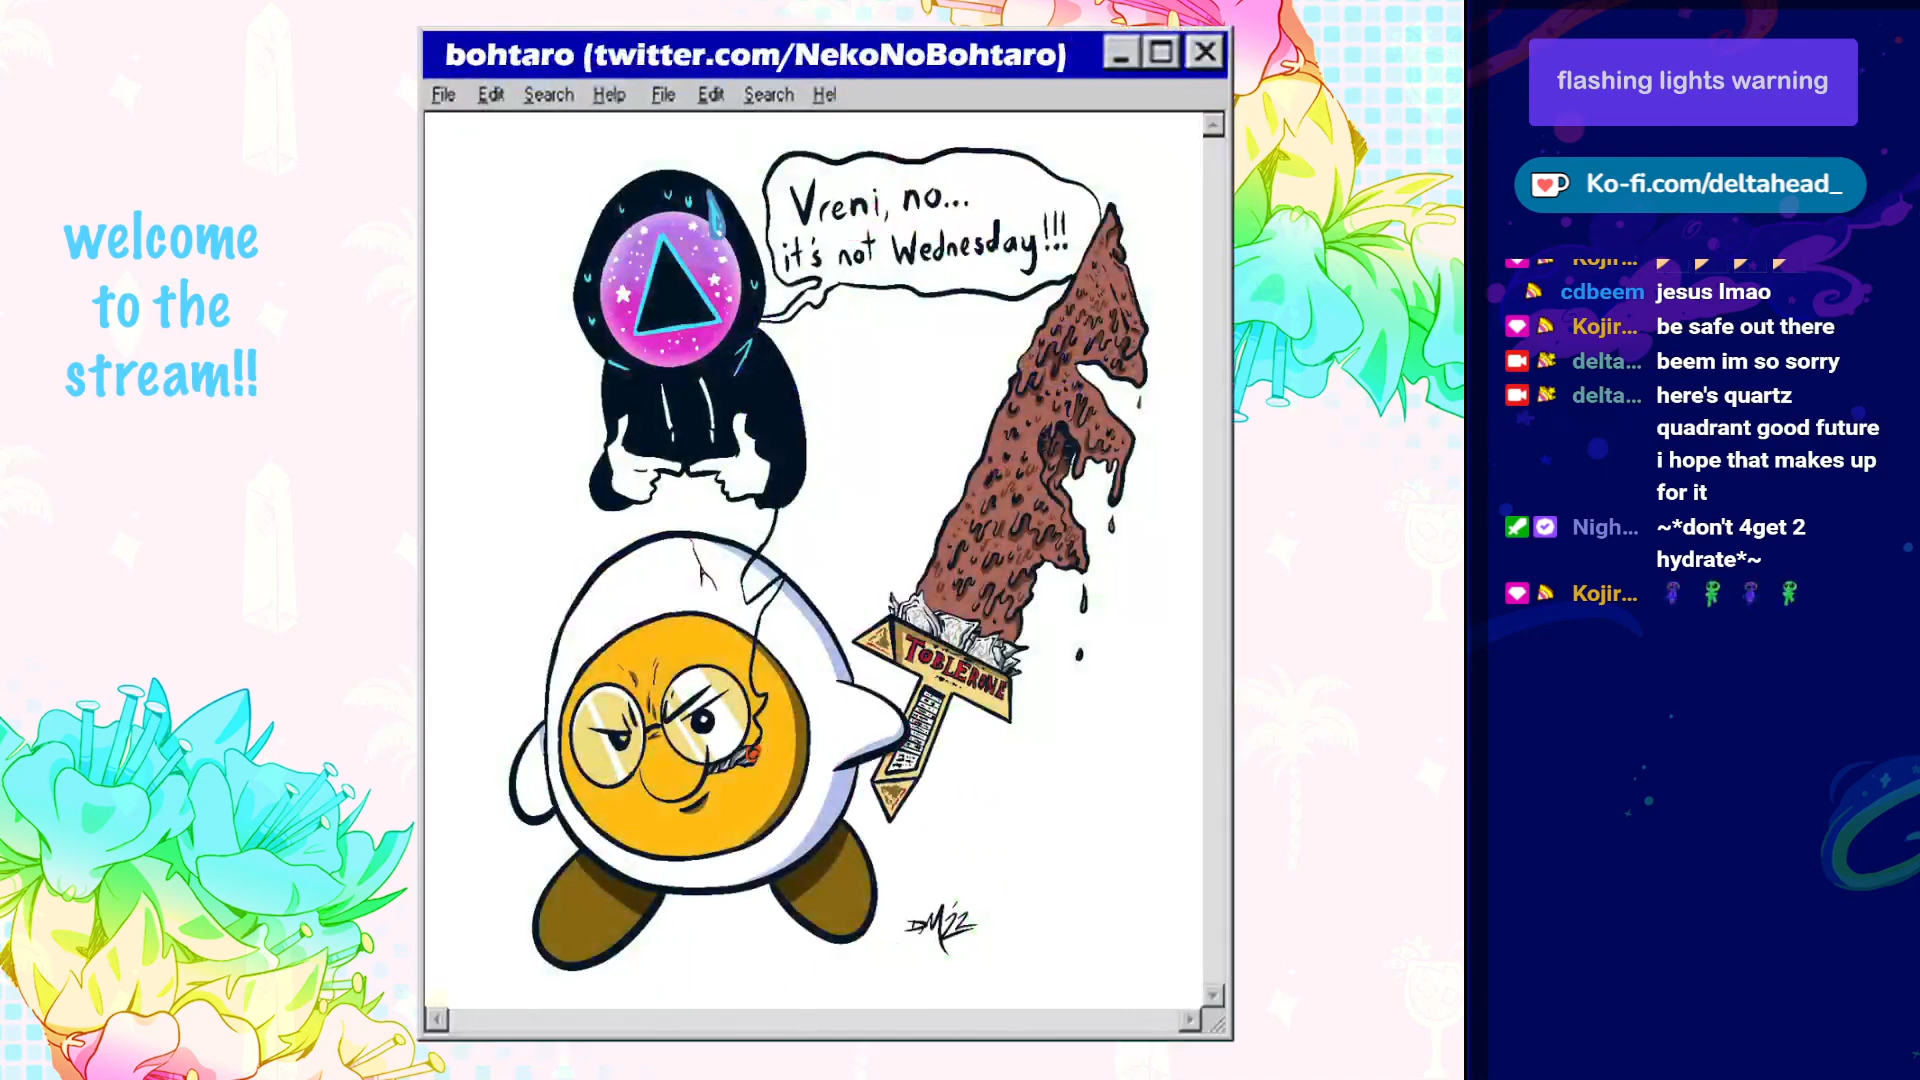 welcome
to the
stream!!
bohtaro (twitter.com/NekoNoBohtaro)
File Edit Search Help File Edit Search Hel
Vreni, no...
it's not Wednesday!!!
TOBLERONE
DM'22
flashing lights warning
Ko-fi.com/deltahead_
Kojir...
cdbeem jesus lmao
Kojir... be safe out there
delta... beem im so sorry
delta... here's quartz
quadrant good future
i hope that makes up
for it
Nigh... ~*don't 4get 2
hydrate*~
Kojir...